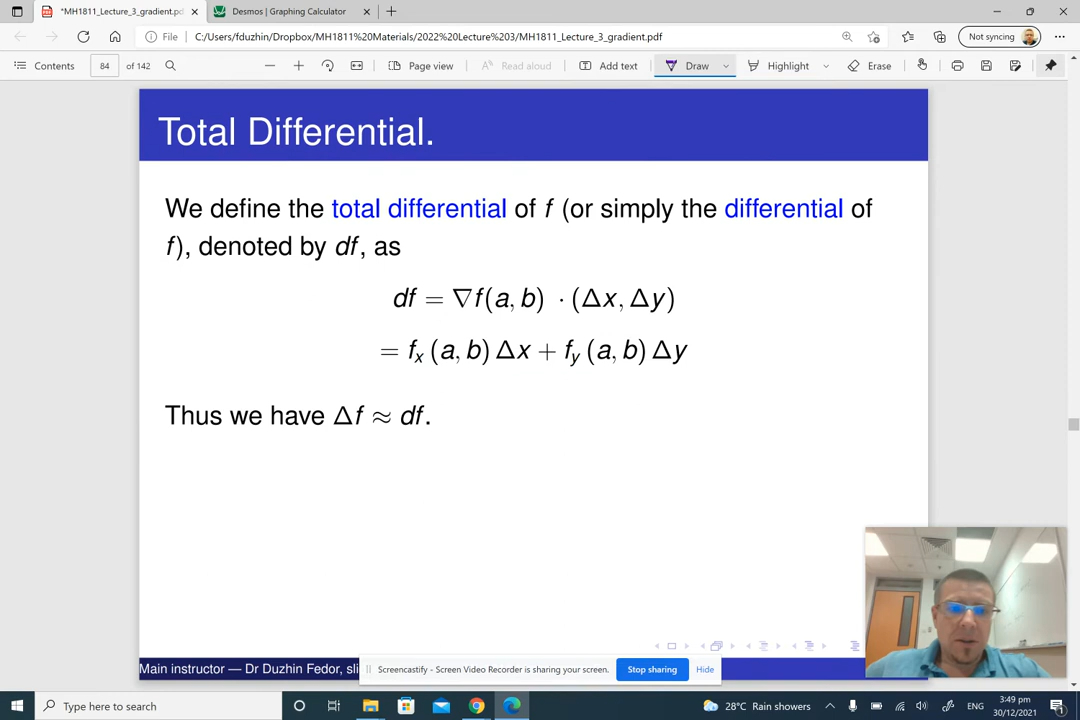 *MH1811_Lecture_3_gradient.pdf
Desmos | Graphing Calculator
File
C:/Users/fduzhin/Dropbox/MH1811%20Materials/2022%20Lecture%203/MH1811_Lecture_3_gradient.pdf
Not syncing
Contents
84 of 142
Page view
Read aloud
Add text
Draw
Highlight
Erase
Total Differential.
We define the total differential of f (or simply the differential of
f), denoted by df, as
df = ∇f(a, b) · (Δx, Δy)
= fₓ (a, b) Δx + f_y (a, b) Δy
Thus we have Δf ≈ df.
Main instructor — Dr Duzhin Fedor, sli
Screencastify - Screen Video Recorder is sharing your screen.
Stop sharing
Hide
Type here to search
28°C Rain showers
3:49 pm
30/12/2021